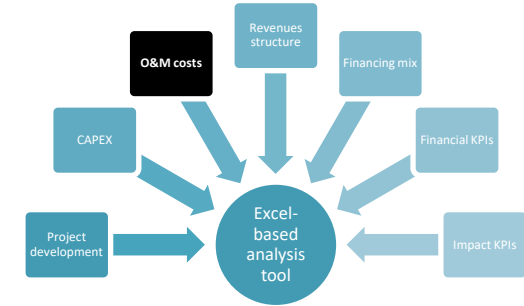 Revenues
structure
O&M costs
Financing mix
CAPEX
Financial KPIs
Project
development
Excel-
based
analysis
tool
Impact KPIs